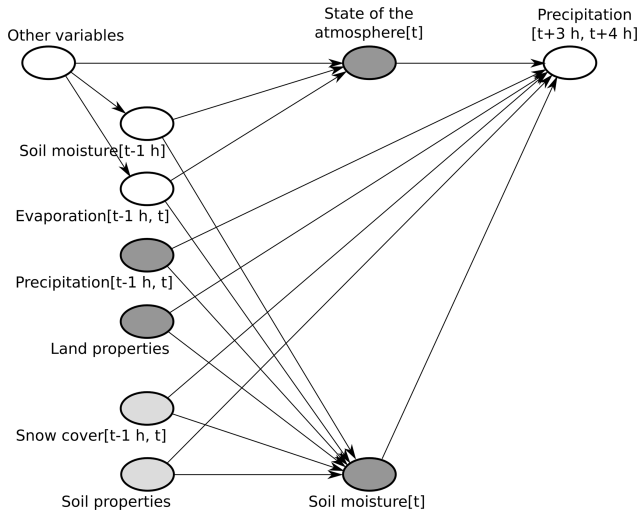 State of the
atmosphere[t]
Precipitation
[t+3 h, t+4 h]
Other variables
Soil moisture[t-1 h]
Evaporation[t-1 h, t]
Precipitation[t-1 h, t]
Land properties
Snow cover[t-1 h, t]
Soil properties
Soil moisture[t]